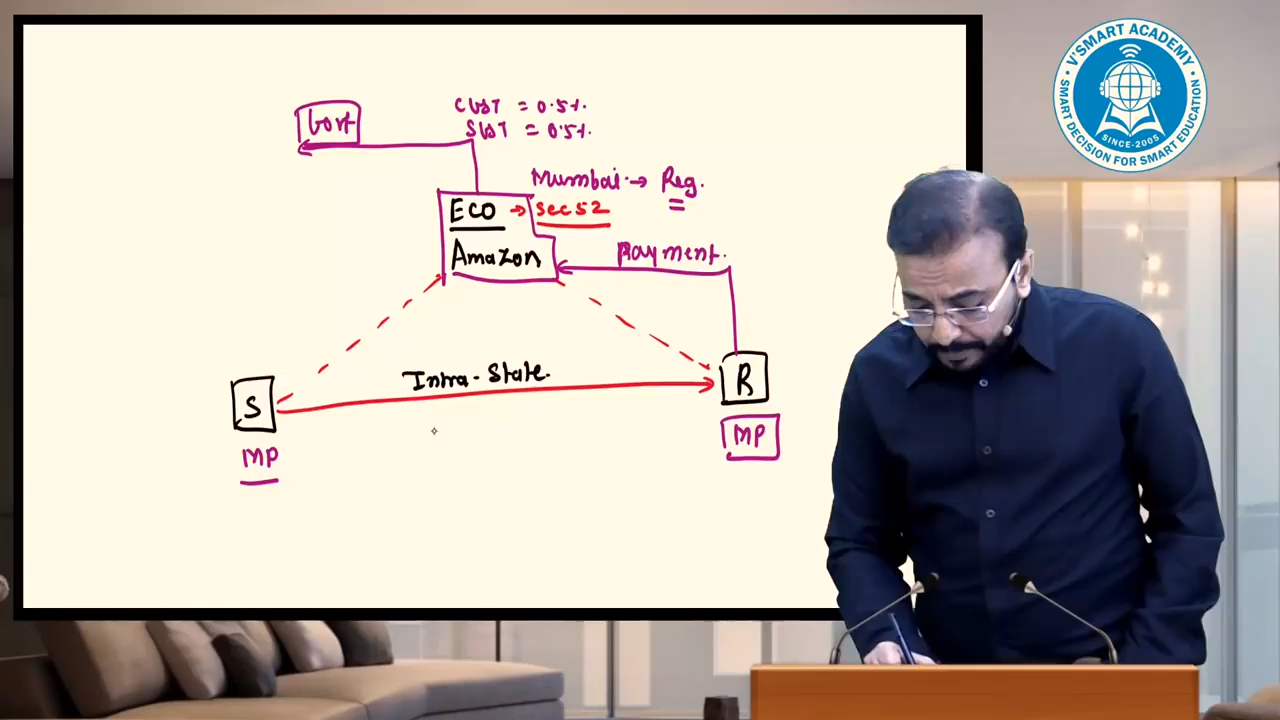 V'SMART ACADEMY
SMART DECISION FOR SMART EDUCATION
SINCE-2005
Govt
CGST = 0.5%.
SGST = 0.5%.
Mumbai → Reg.
ECO → sec 52
Amazon
payment.
Intra-State.
S
R
MP
MP